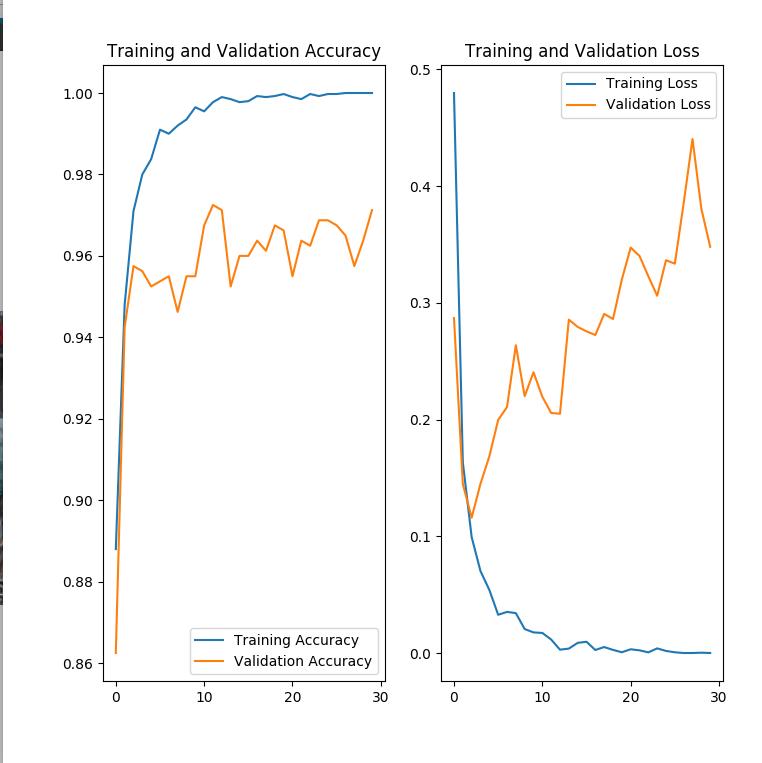 Training and Validation Accuracy
1.00
0.98
0.96
0.94
0.92
0.90
0.88
0.86
0 10 20 30
Training Accuracy
Validation Accuracy
Training and Validation Loss
0.5
0.4
0.3
0.2
0.1
0.0
0 10 20 30
Training Loss
Validation Loss